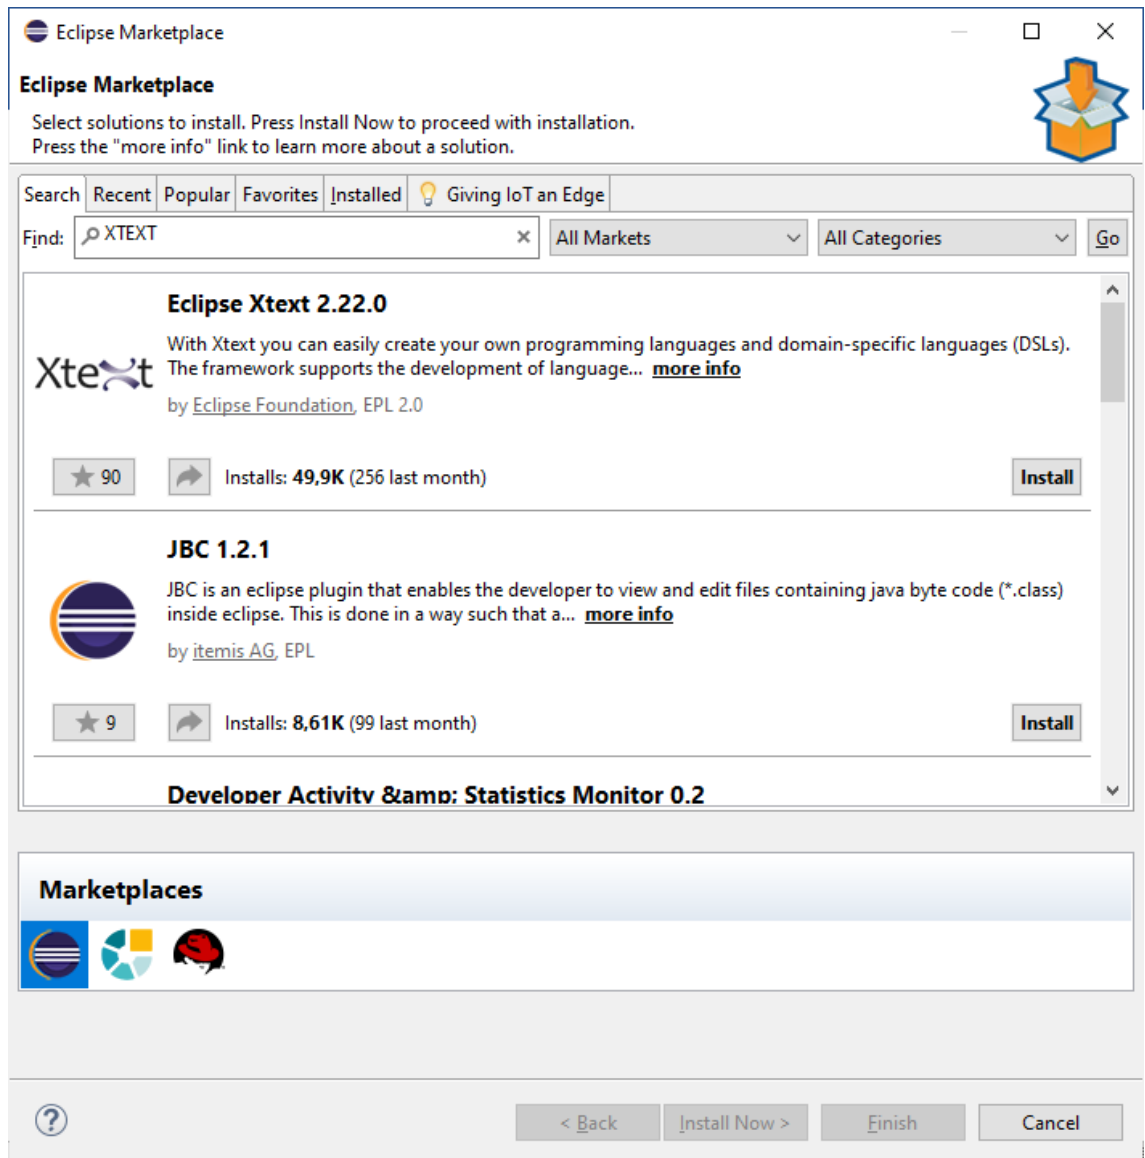 Eclipse Marketplace
Eclipse Marketplace
Select solutions to install. Press Install Now to proceed with installation.
Press the "more info" link to learn more about a solution.
Search Recent Popular Favorites Installed Giving IoT an Edge
Find: XTEXT All Markets All Categories Go
Eclipse Xtext 2.22.0
With Xtext you can easily create your own programming languages and domain-specific languages (DSLs).
Xtext The framework supports the development of language... more info
by Eclipse Foundation, EPL 2.0
90 Installs: 49,9K (256 last month) Install
JBC 1.2.1
JBC is an eclipse plugin that enables the developer to view and edit files containing java byte code (*.class)
inside eclipse. This is done in a way such that a... more info
by itemis AG, EPL
9 Installs: 8,61K (99 last month) Install
Developer Activity &amp; Statistics Monitor 0.2
Marketplaces
? < Back Install Now > Finish Cancel